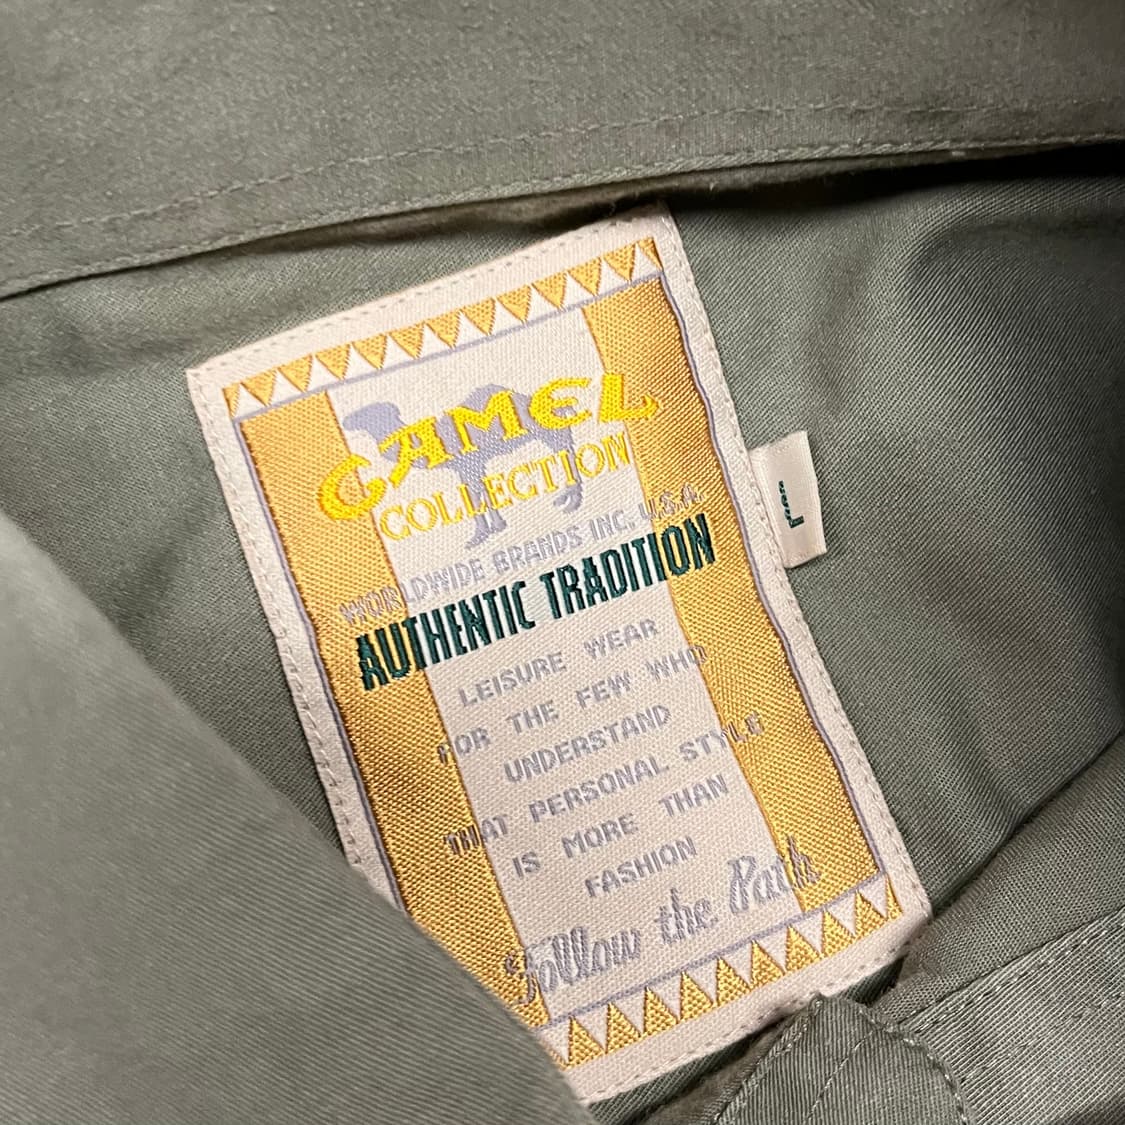 CAMEL
COLLECTION
WORLDWIDE BRANDS INC. U.S.A.
AUTHENTIC TRADITION
LEISURE WEAR
FOR THE FEW WHO
UNDERSTAND
THAT PERSONAL STYLE
IS MORE THAN
FASHION
Follow the Path
L